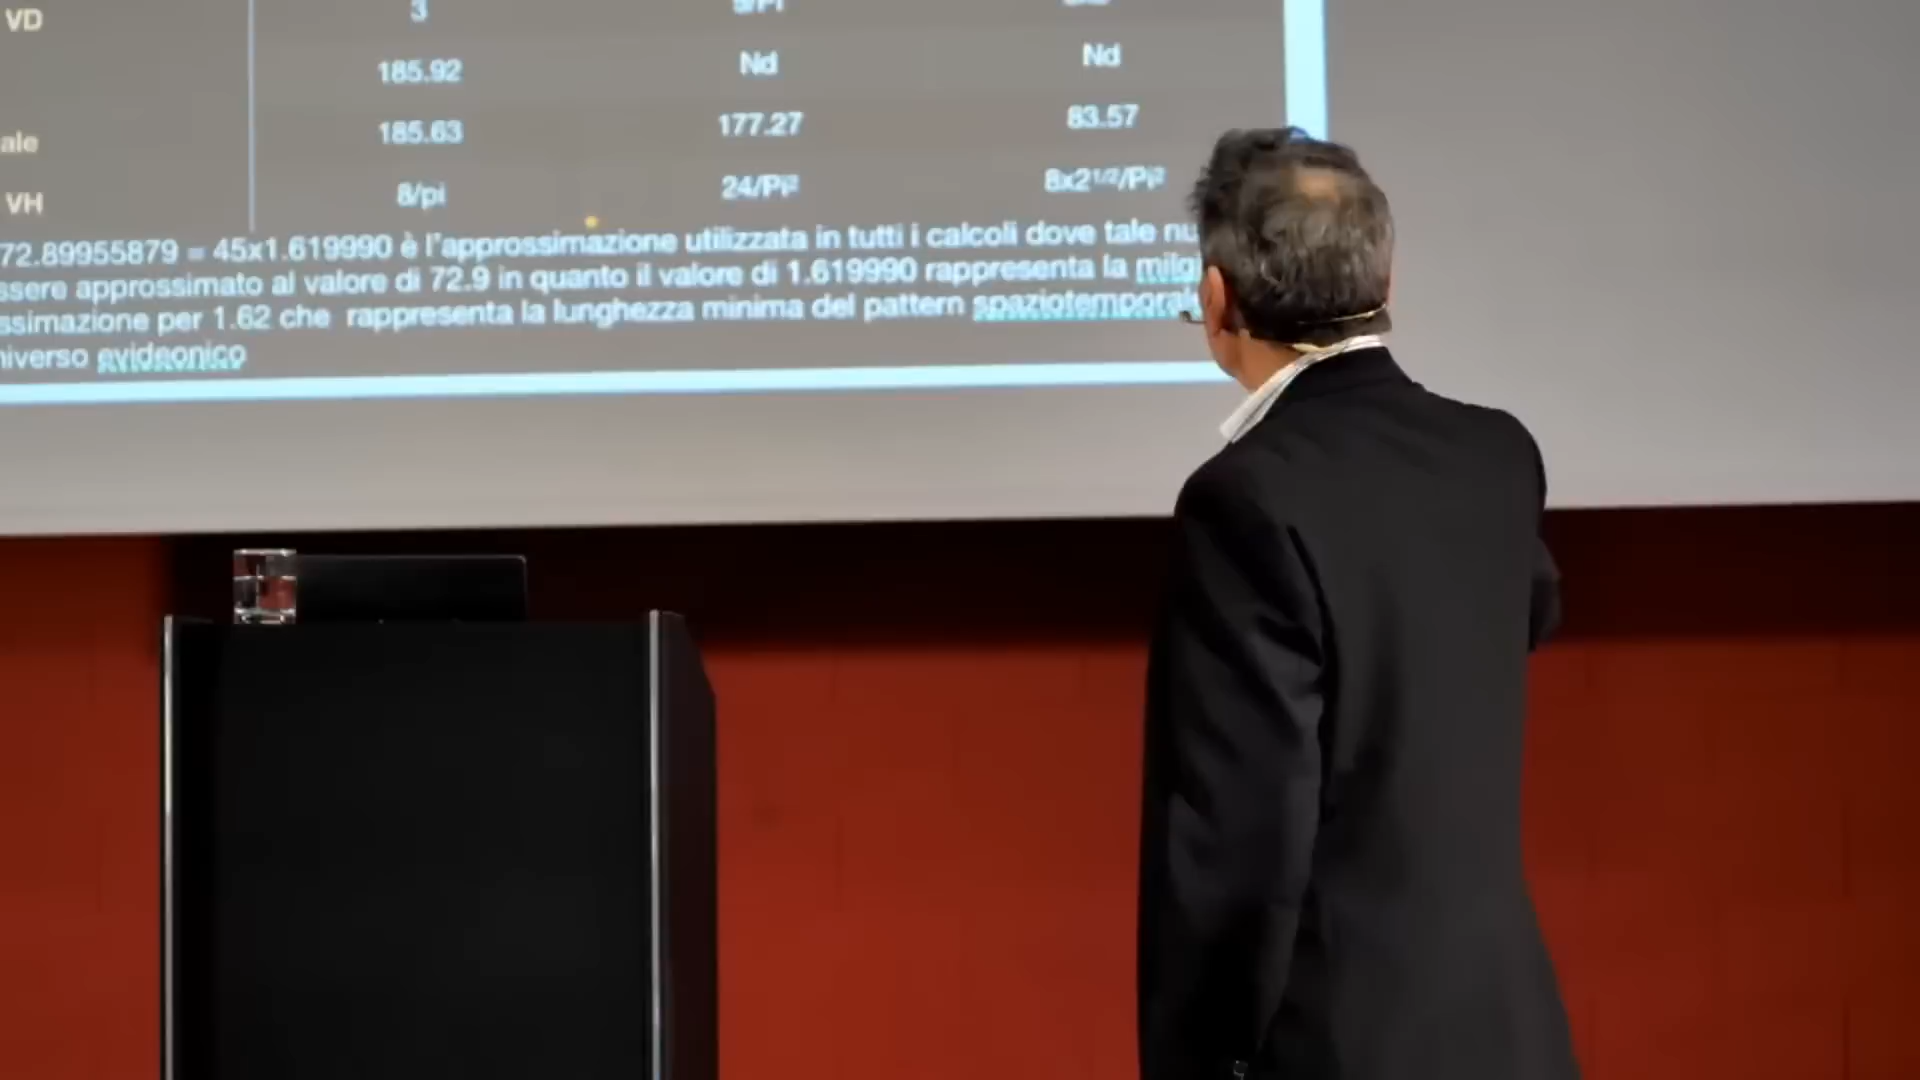 VD 3
185.92 Nd Nd
ale 185.63 177.27 83.57
VH 8/pi 24/Pi² 8x2¹ᐟ²/Pi²
72.89955879 = 45x1.619990 è l'approssimazione utilizzata in tutti i calcoli dove tale nu
ssere approssimato al valore di 72.9 in quanto il valore di 1.619990 rappresenta la milgi
ssimazione per 1.62 che rappresenta la lunghezza minima del pattern spaziotemporale
niverso evideonico